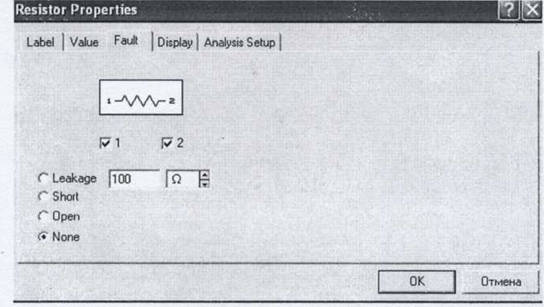 Resistor Properties
Label Value Fault Display Analysis Setup
1 2
1 2
Leakage 100 Ω
Short
Open
None
OK Отмена